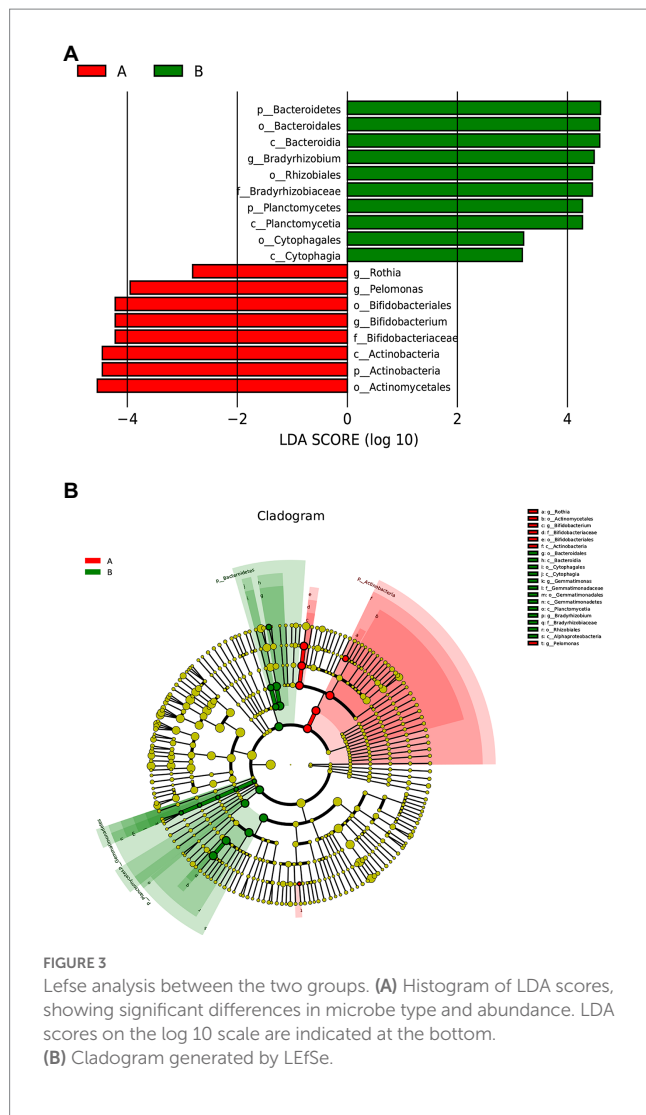 A
A
B
p__Bacteroidetes
o__Bacteroidales
c__Bacteroidia
g__Bradyrhizobium
o__Rhizobiales
f__Bradyrhizobiaceae
p__Planctomycetes
c__Planctomycetia
o__Cytophagales
c__Cytophagia
g__Rothia
g__Pelomonas
o__Bifidobacteriales
g__Bifidobacterium
f__Bifidobacteriaceae
c__Actinobacteria
p__Actinobacteria
o__Actinomycetales
−4 −2 0 2 4
LDA SCORE (log 10)
B
Cladogram
A
B
a: g__Rothia
b: o__Actinomycetales
c: g__Bifidobacterium
d: f__Bifidobacteriaceae
e: o__Bifidobacteriales
f: c__Actinobacteria
g: o__Bacteroidales
h: c__Bacteroidia
i: o__Cytophagales
j: c__Cytophagia
k: g__Gemmatimonas
l: f__Gemmatimonadaceae
m: o__Gemmatimonadales
n: c__Gemmatimonadetes
o: c__Planctomycetia
p: g__Bradyrhizobium
q: f__Bradyrhizobiaceae
r: o__Rhizobiales
s: c__Alphaproteobacteria
t: g__Pelomonas
p__Bacteroidetes
p__Actinobacteria
p__Gemmatimonadetes
p__Planctomycetes
FIGURE 3
Lefse analysis between the two groups. (A) Histogram of LDA scores,
showing significant differences in microbe type and abundance. LDA
scores on the log 10 scale are indicated at the bottom.
(B) Cladogram generated by LEfSe.